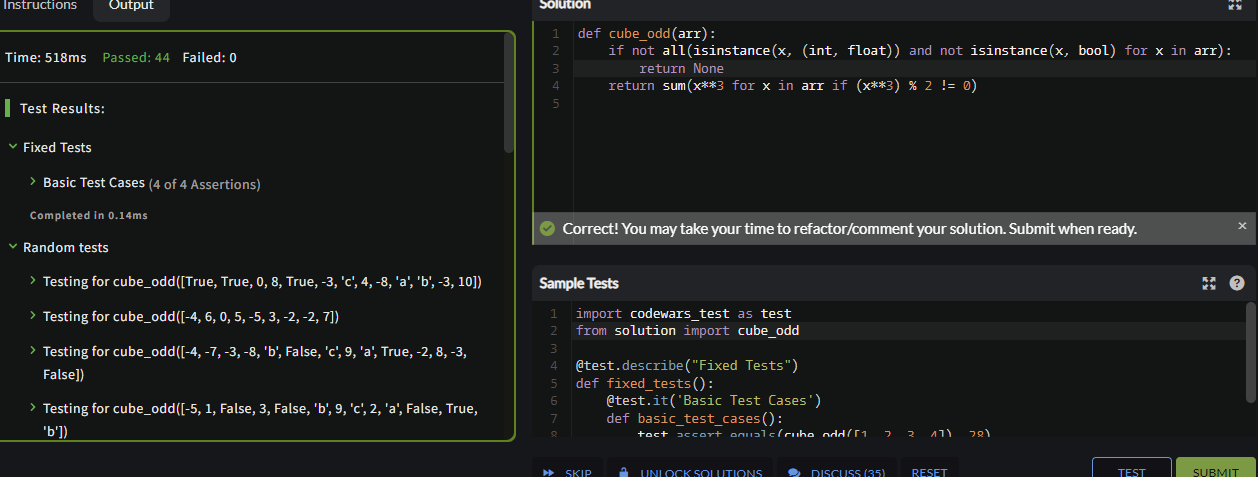 Instructions
Output
Time: 518ms Passed: 44 Failed: 0
Test Results:
Fixed Tests
Basic Test Cases (4 of 4 Assertions)
Completed in 0.14ms
Random tests
Testing for cube_odd([True, True, 0, 8, True, -3, 'c', 4, -8, 'a', 'b', -3, 10])
Testing for cube_odd([-4, 6, 0, 5, -5, 3, -2, -2, 7])
Testing for cube_odd([-4, -7, -3, -8, 'b', False, 'c', 9, 'a', True, -2, 8, -3,
False])
Testing for cube_odd([-5, 1, False, 3, False, 'b', 9, 'c', 2, 'a', False, True,
'b'])
Solution
1 def cube_odd(arr):
2     if not all(isinstance(x, (int, float)) and not isinstance(x, bool) for x in arr):
3         return None
4     return sum(x**3 for x in arr if (x**3) % 2 != 0)
5
Correct! You may take your time to refactor/comment your solution. Submit when ready.
Sample Tests
1 import codewars_test as test
2 from solution import cube_odd
3
4 @test.describe("Fixed Tests")
5 def fixed_tests():
6     @test.it('Basic Test Cases')
7     def basic_test_cases():
8         test.assert_equals(cube_odd([1, 2, 3, 4]), 28)
SKIP
UNLOCK SOLUTIONS
DISCUSS (35)
RESET
TEST
SUBMIT